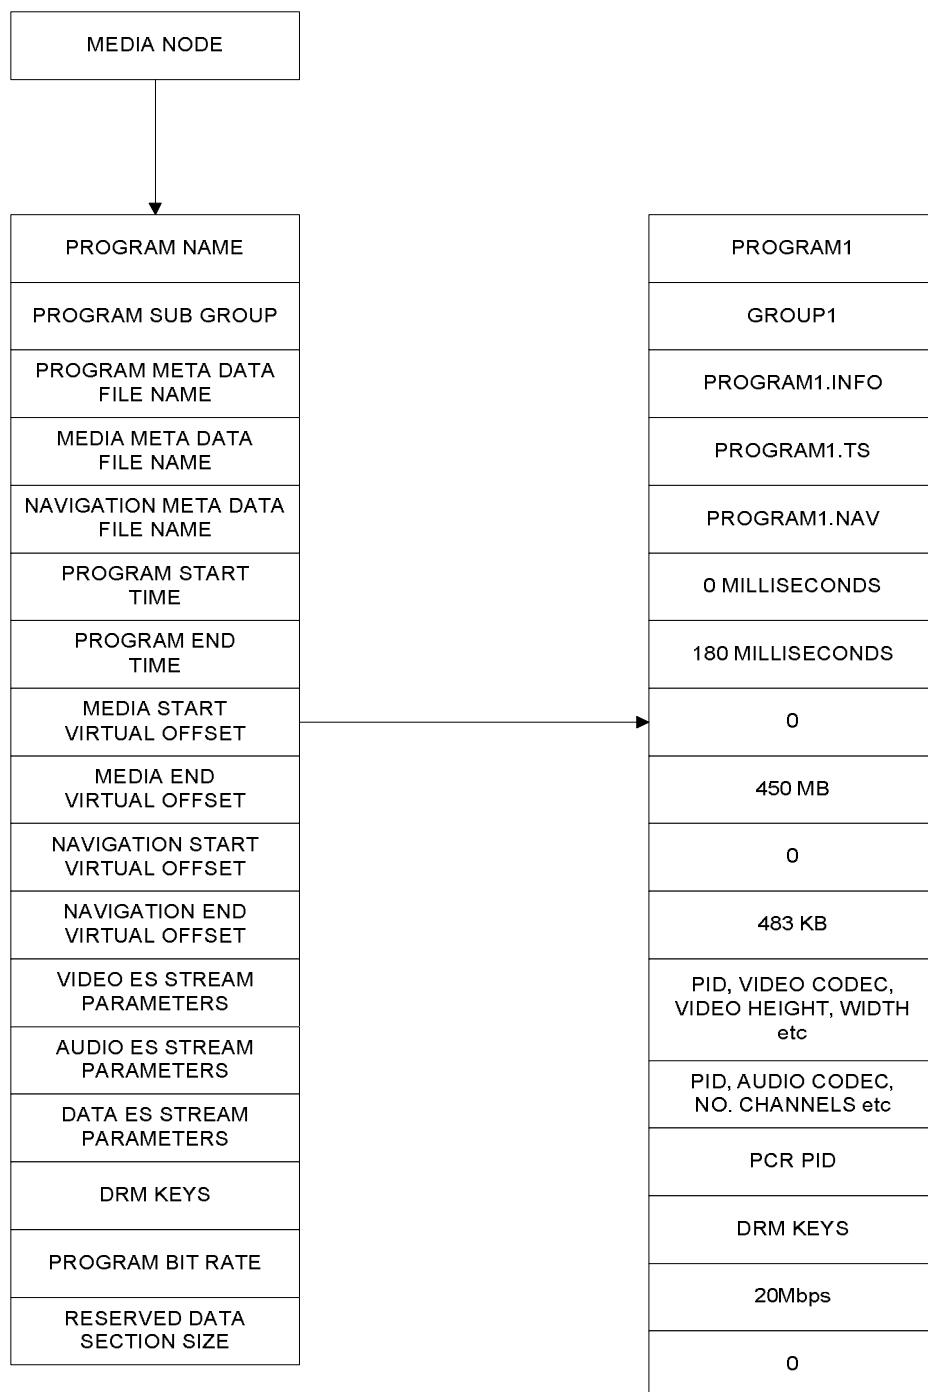 MEDIA NODE
PROGRAM NAME
PROGRAM SUB GROUP
PROGRAM META DATA
FILE NAME
MEDIA META DATA
FILE NAME
NAVIGATION META DATA
FILE NAME
PROGRAM START
TIME
PROGRAM END
TIME
MEDIA START
VIRTUAL OFFSET
MEDIA END
VIRTUAL OFFSET
NAVIGATION START
VIRTUAL OFFSET
NAVIGATION END
VIRTUAL OFFSET
VIDEO ES STREAM
PARAMETERS
AUDIO ES STREAM
PARAMETERS
DATA ES STREAM
PARAMETERS
DRM KEYS
PROGRAM BIT RATE
RESERVED DATA
SECTION SIZE
PROGRAM1
GROUP1
PROGRAM1.INFO
PROGRAM1.TS
PROGRAM1.NAV
0 MILLISECONDS
180 MILLISECONDS
0
450 MB
0
483 KB
PID, VIDEO CODEC,
VIDEO HEIGHT, WIDTH
etc
PID, AUDIO CODEC,
NO. CHANNELS etc
PCR PID
DRM KEYS
20Mbps
0